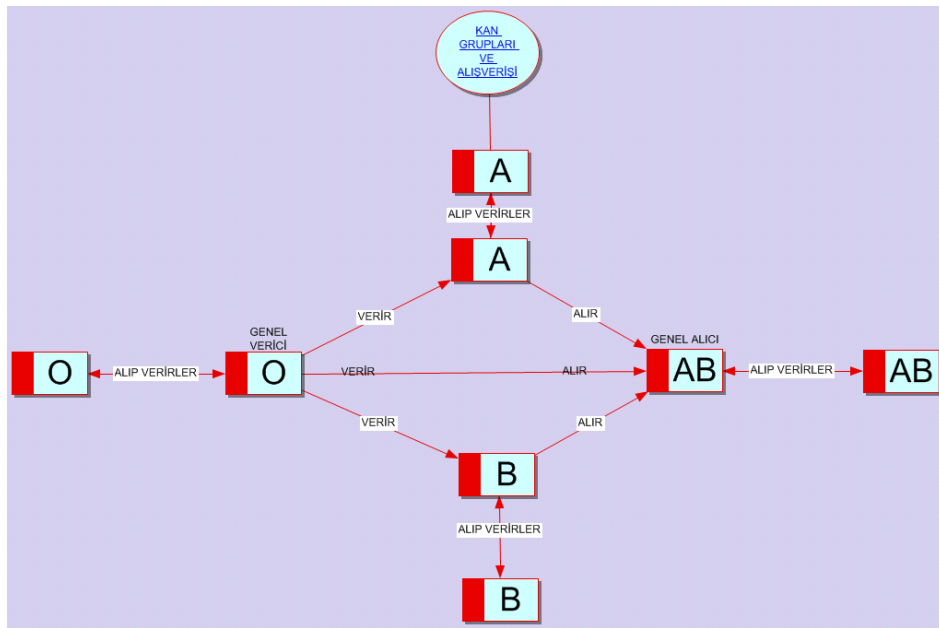 KAN
GRUPLARI
VE
ALIŞVERİŞİ
A
ALIP VERİRLER
A
VERİR
ALIR
GENEL
VERİCİ
GENEL ALICI
O
ALIP VERİRLER
O
VERİR
ALIR
AB
ALIP VERİRLER
AB
VERİR
ALIR
B
ALIP VERİRLER
B